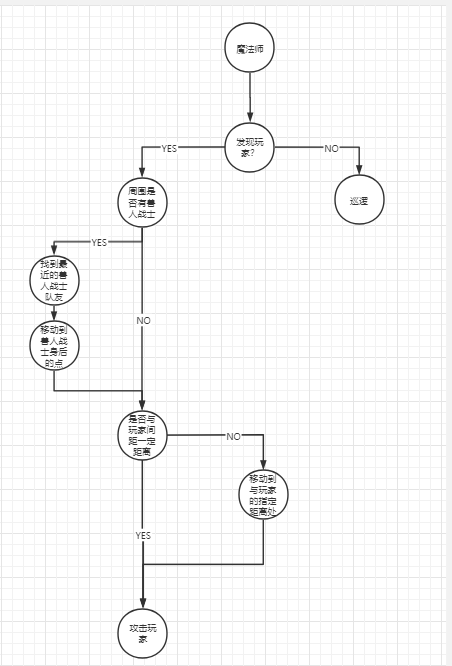 魔法师
发现玩
家?
YES
NO
周围是
否有兽
人战士
巡逻
YES
找到最
近的兽
人战士
队友
NO
移动到
兽人战
士身后
的点
是否与
玩家间
距一定
距离
NO
移动到
与玩家
的指定
距离处
YES
攻击玩
家